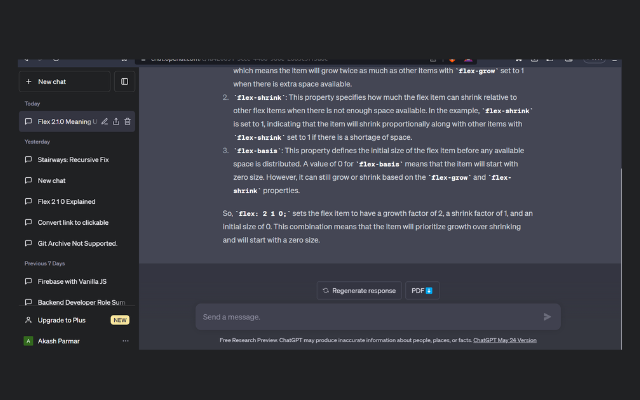 New chat
Today
Flex 2.1.0 Meaning U
Yesterday
Stairways: Recursive Fix
New chat
Flex 2 1 0 Explained
Convert link to clickable
Git Archive Not Supported.
Previous 7 Days
Firebase with Vanilla JS
Backend Developer Role Sum
Upgrade to Plus NEW
A Akash Parmar
which means the item will grow twice as much as other items with `flex-grow` set to 1
when there is extra space available.
2. `flex-shrink`: This property specifies how much the flex item can shrink relative to
other flex items when there is not enough space available. In the example, `flex-shrink`
is set to 1, indicating that the item will shrink proportionally along with other items with
`flex-shrink` set to 1 if there is a shortage of space.
3. `flex-basis`: This property defines the initial size of the flex item before any available
space is distributed. A value of 0 for `flex-basis` means that the item will start with
zero size. However, it can still grow or shrink based on the `flex-grow` and `flex-
shrink` properties.
So, `flex: 2 1 0;` sets the flex item to have a growth factor of 2, a shrink factor of 1, and an
initial size of 0. This combination means that the item will prioritize growth over shrinking
and will start with a zero size.
Regenerate response
PDF
Send a message.
Free Research Preview. ChatGPT may produce inaccurate information about people, places, or facts. ChatGPT May 24 Version